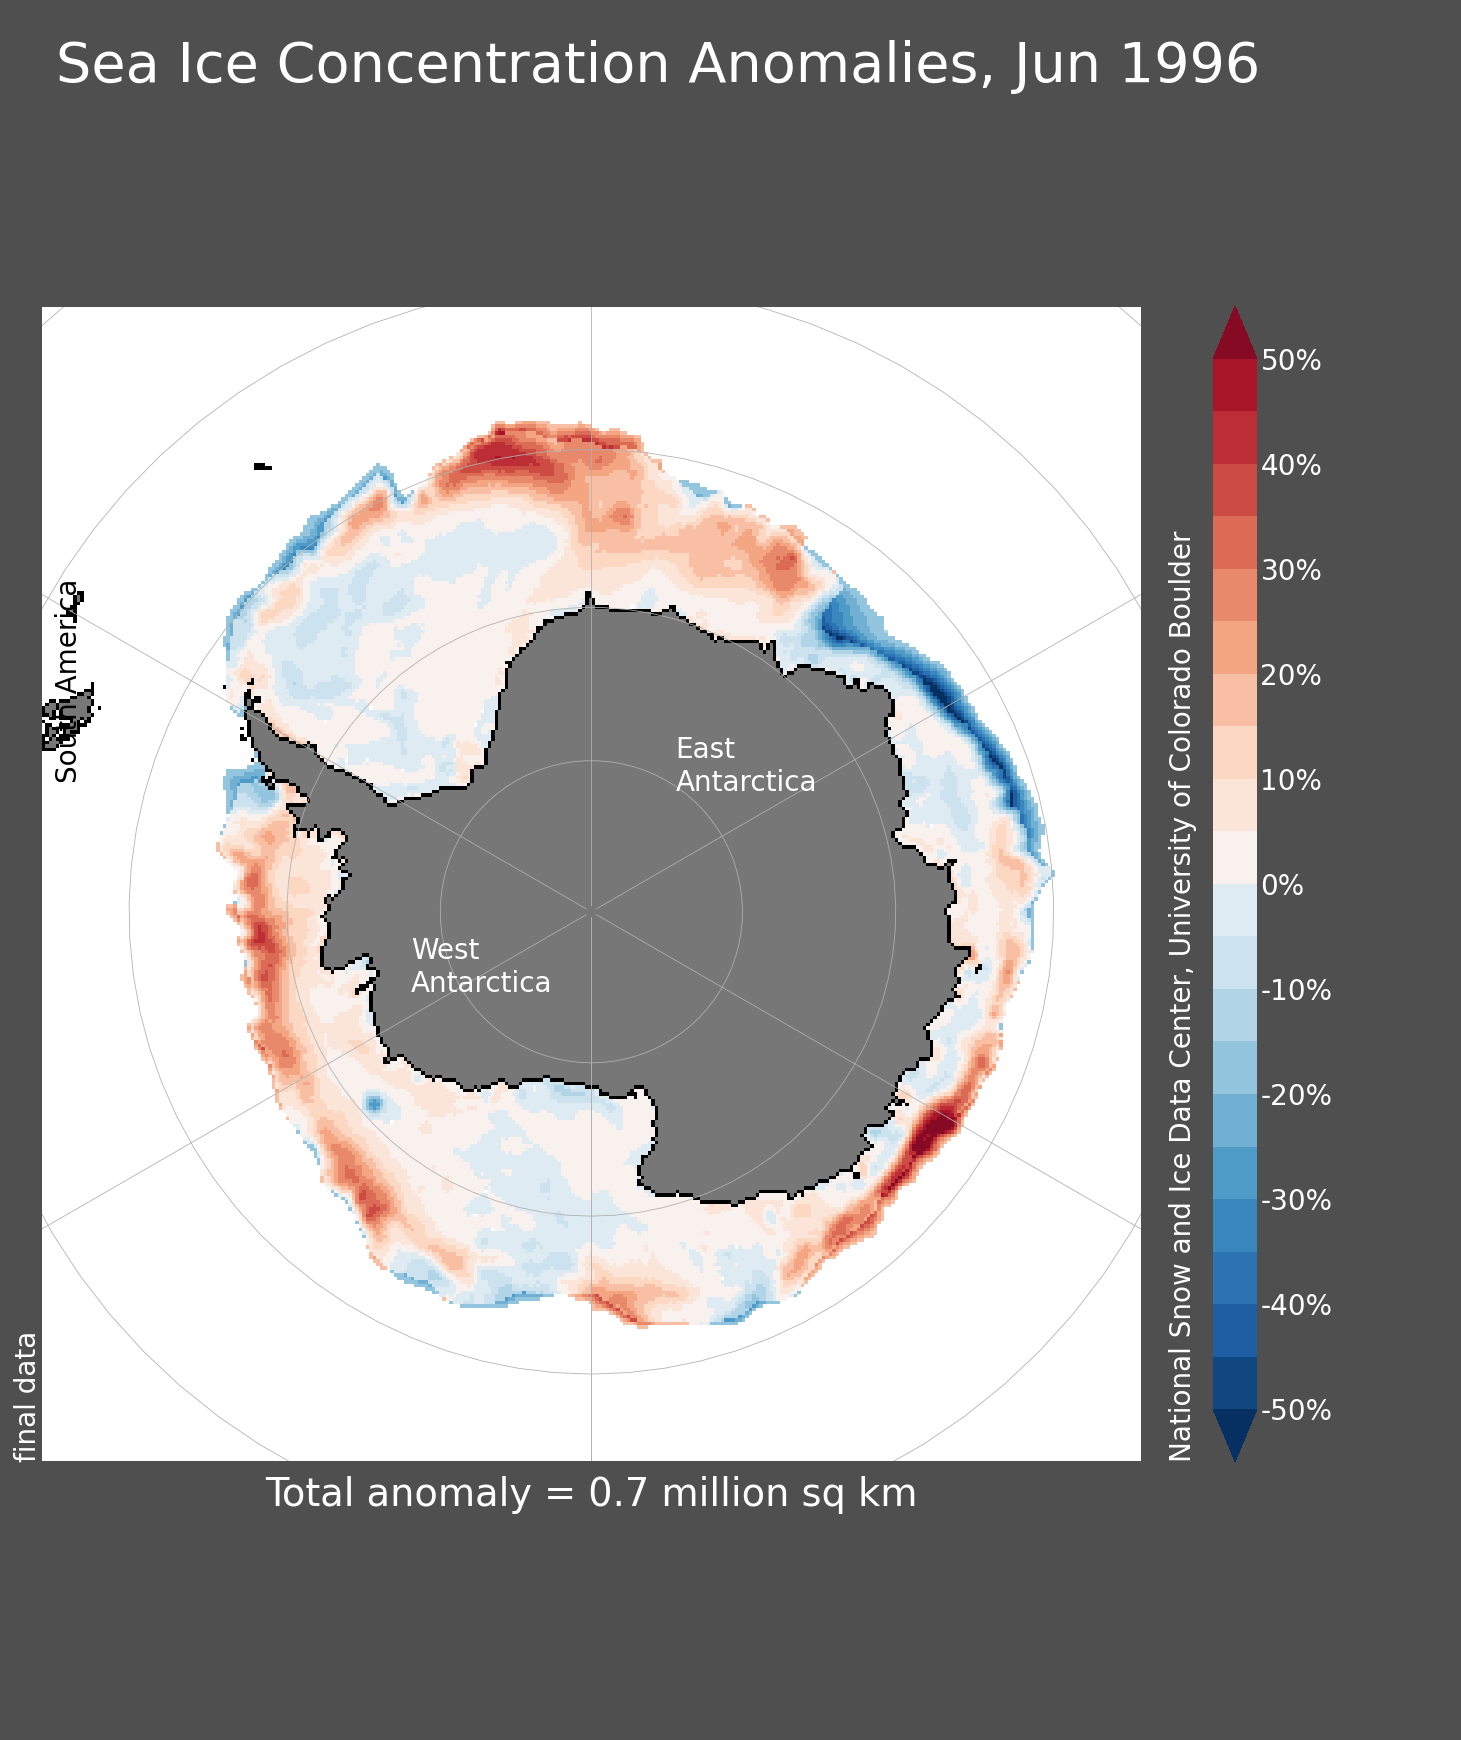 Sea Ice Concentration Anomalies, Jun 1996
South America
East
Antarctica
West
Antarctica
final data
Total anomaly = 0.7 million sq km
National Snow and Ice Data Center, University of Colorado Boulder
50%
40%
30%
20%
10%
0%
-10%
-20%
-30%
-40%
-50%